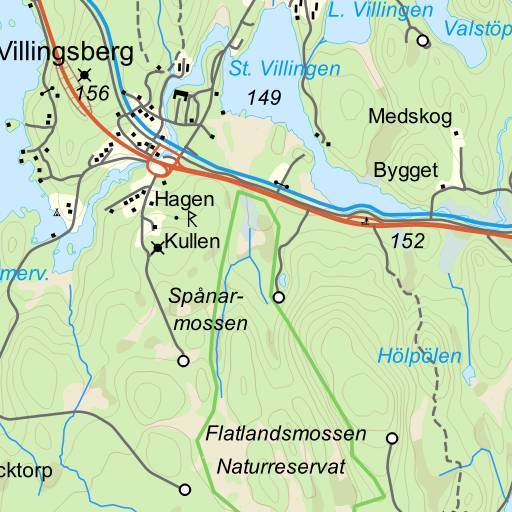 L. Villingen
Valstöp
Villingsberg
St. Villingen
156
149
Medskog
Bygget
Hagen
Kullen
152
merv.
Spånar-
mossen
Hölpölen
Flatlandsmossen
Naturreservat
cktorp